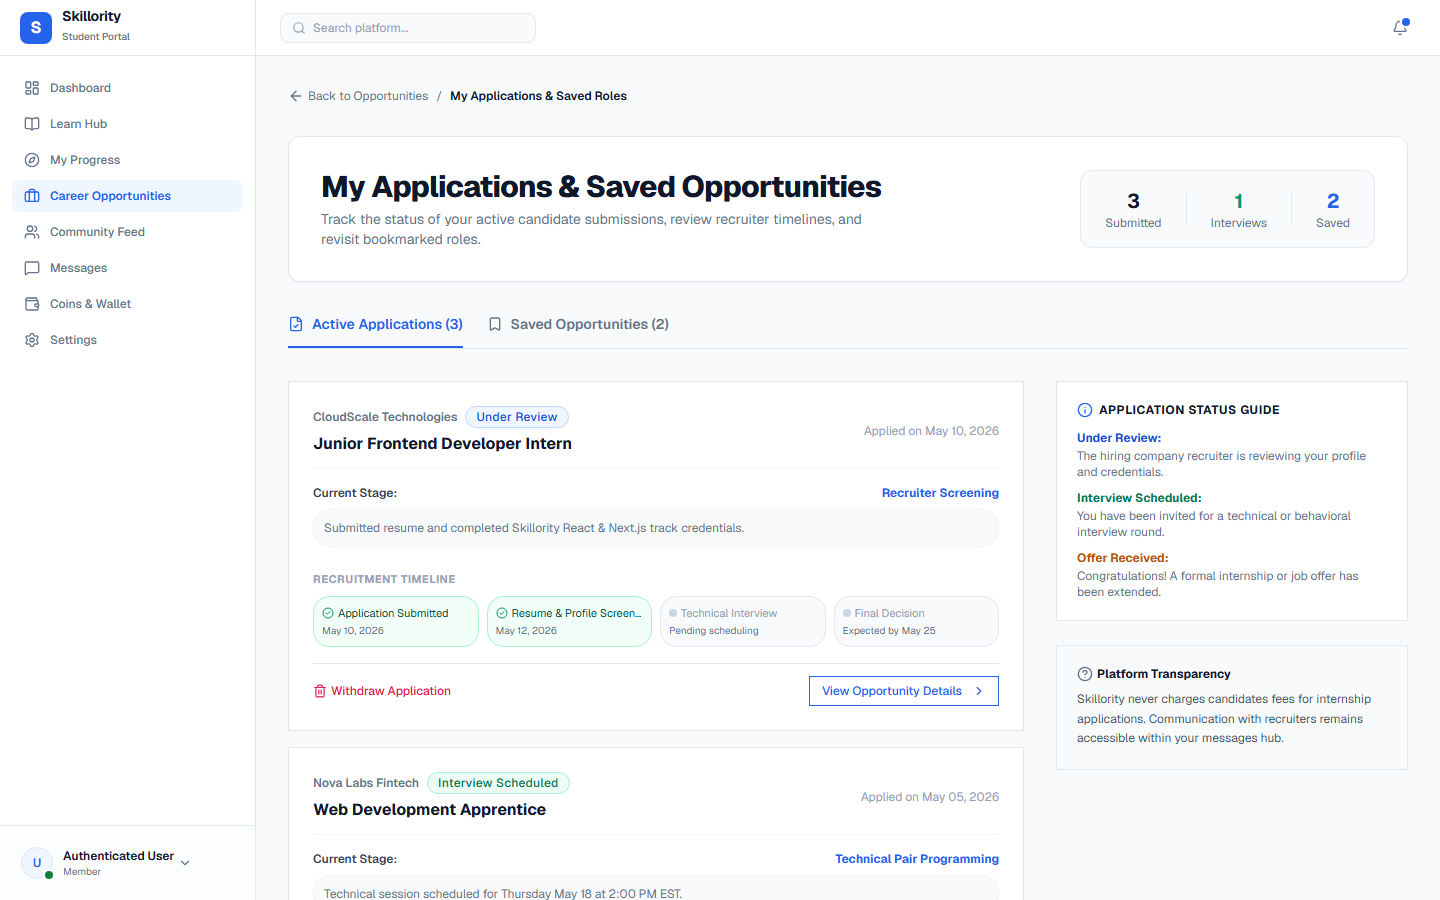 S
Skillority
Student Portal
Search platform...
Dashboard
Learn Hub
My Progress
Career Opportunities
Community Feed
Messages
Coins & Wallet
Settings
U
Authenticated User
Member
Back to Opportunities / My Applications & Saved Roles
My Applications & Saved Opportunities
Track the status of your active candidate submissions, review recruiter timelines, and
revisit bookmarked roles.
3
Submitted
1
Interviews
2
Saved
Active Applications (3)
Saved Opportunities (2)
CloudScale Technologies
Under Review
Junior Frontend Developer Intern
Applied on May 10, 2026
Current Stage:
Recruiter Screening
Submitted resume and completed Skillority React & Next.js track credentials.
RECRUITMENT TIMELINE
Application Submitted
May 10, 2026
Resume & Profile Screen...
May 12, 2026
Technical Interview
Pending scheduling
Final Decision
Expected by May 25
Withdraw Application
View Opportunity Details
Nova Labs Fintech
Interview Scheduled
Web Development Apprentice
Applied on May 05, 2026
Current Stage:
Technical Pair Programming
Technical session scheduled for Thursday May 18 at 2:00 PM EST.
APPLICATION STATUS GUIDE
Under Review:
The hiring company recruiter is reviewing your profile
and credentials.
Interview Scheduled:
You have been invited for a technical or behavioral
interview round.
Offer Received:
Congratulations! A formal internship or job offer has
been extended.
Platform Transparency
Skillority never charges candidates fees for internship
applications. Communication with recruiters remains
accessible within your messages hub.